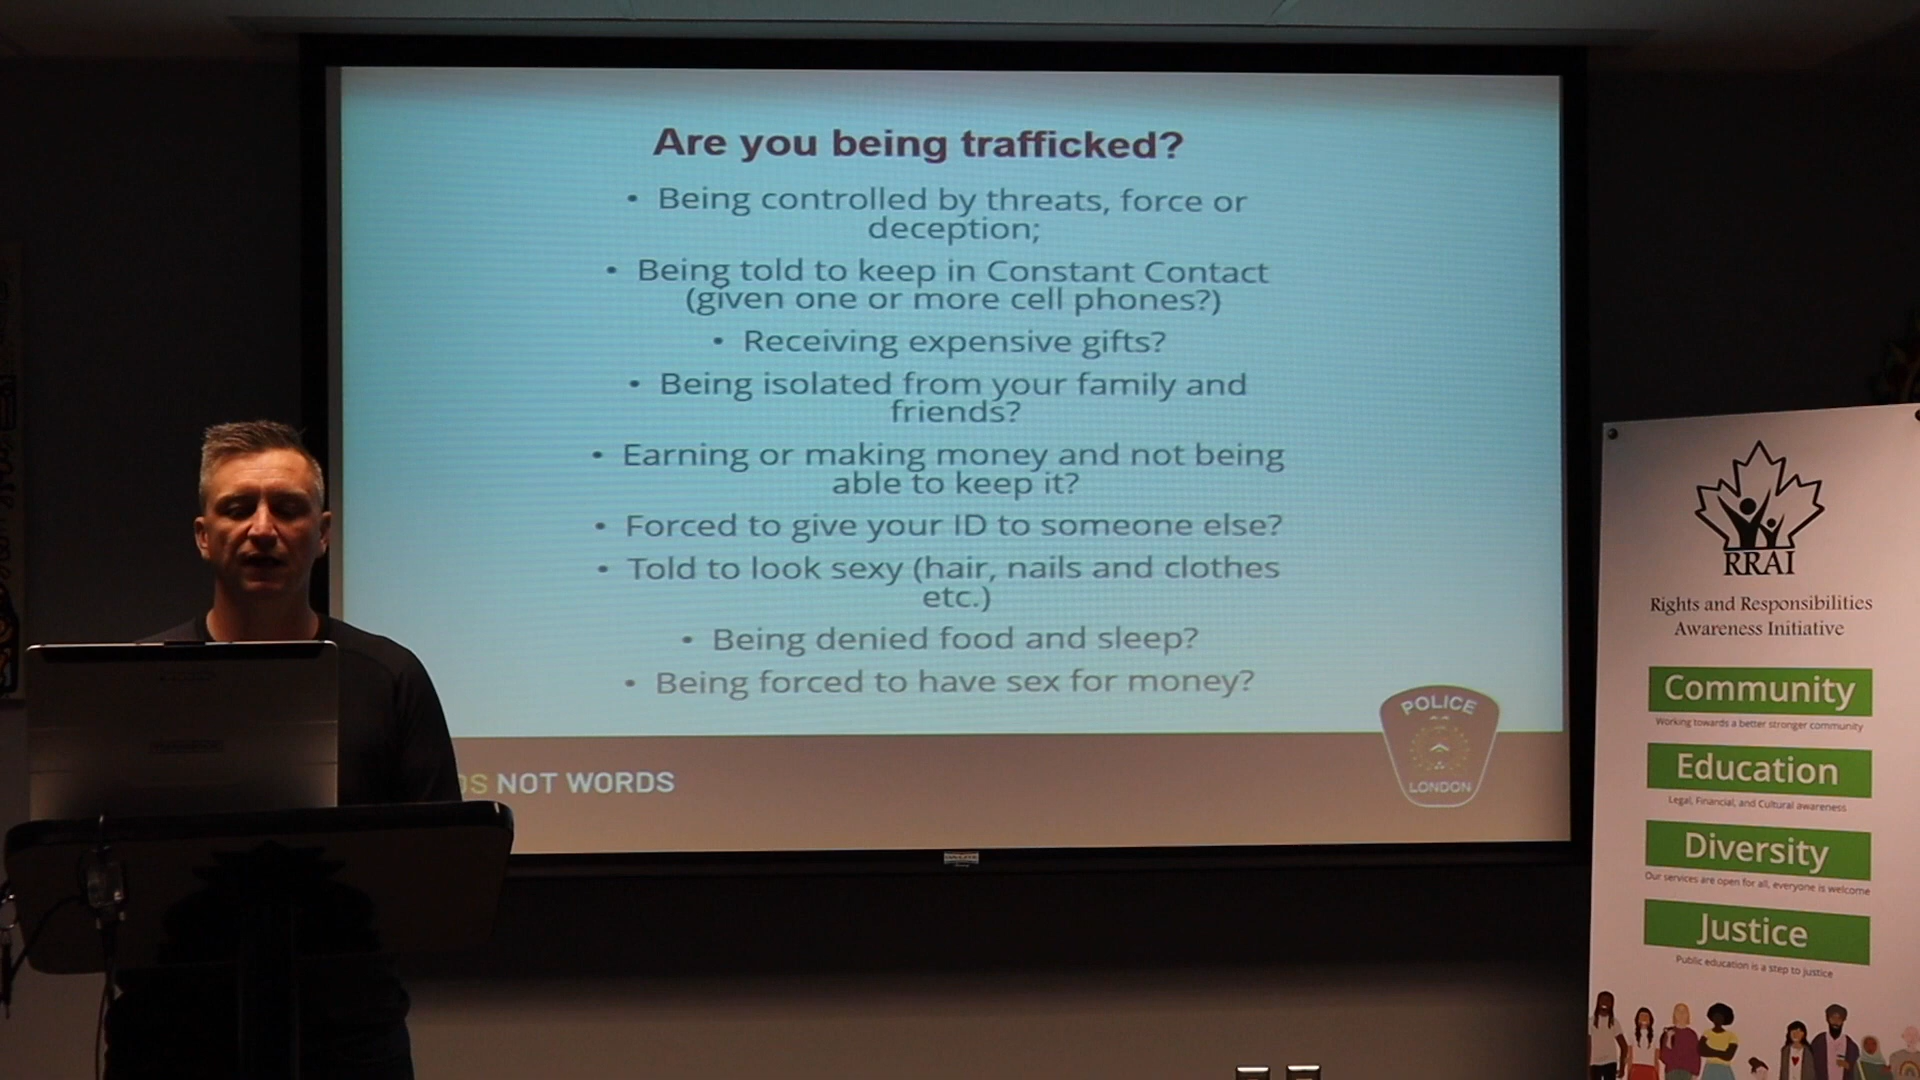 Are you being trafficked?
• Being controlled by threats, force or
deception;
• Being told to keep in Constant Contact
(given one or more cell phones?)
• Receiving expensive gifts?
• Being isolated from your family and
friends?
• Earning or making money and not being
able to keep it?
• Forced to give your ID to someone else?
• Told to look sexy (hair, nails and clothes
etc.)
• Being denied food and sleep?
• Being forced to have sex for money?
NOT WORDS
POLICE
LONDON
RRAI
Rights and Responsibilities
Awareness Initiative
Community
Working towards a better stronger community
Education
Legal, Financial, and Cultural awareness
Diversity
Our services are open for all, everyone is welcome
Justice
Public education is a step to justice